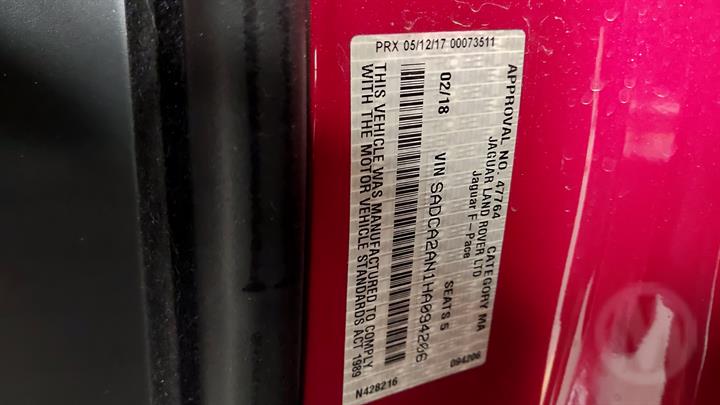 PRX 05/12/17 00073511
APPROVAL NO. 47764 CATEGORY MA
JAGUAR LAND ROVER LTD
Jaguar F-Pace
02/18 VIN SADCA2AN1HA094206 SEATS 5
THIS VEHICLE WAS MANUFACTURED TO COMPLY
WITH THE MOTOR VEHICLE STANDARDS ACT 1989
N428216
094206